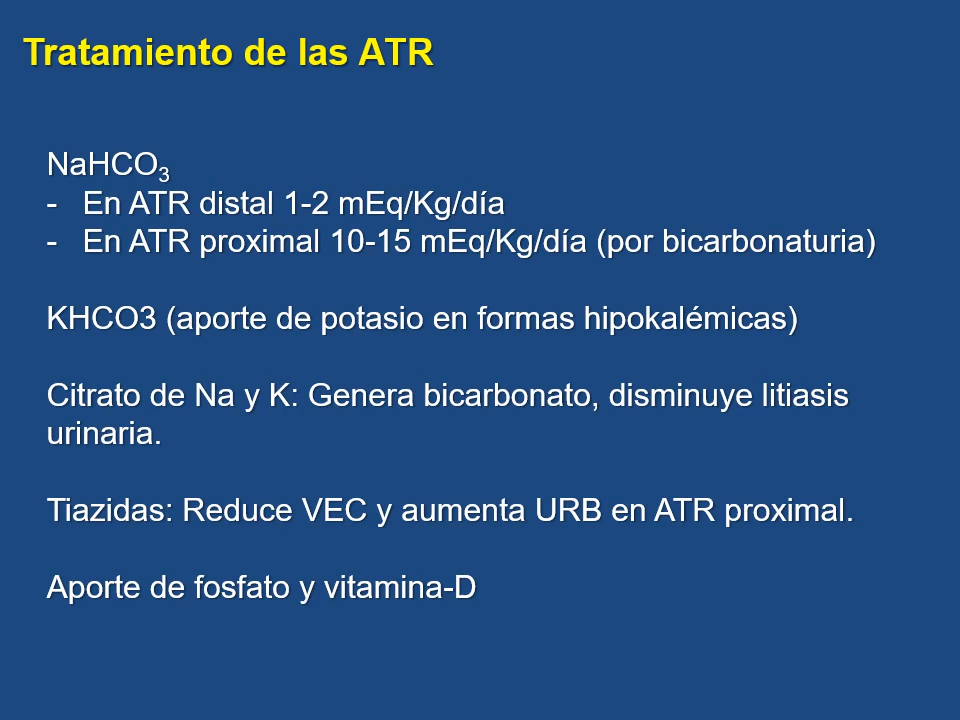 Tratamiento de las ATR
NaHCO₃
- En ATR distal 1-2 mEq/Kg/día
- En ATR proximal 10-15 mEq/Kg/día (por bicarbonaturia)
KHCO3 (aporte de potasio en formas hipokalémicas)
Citrato de Na y K: Genera bicarbonato, disminuye litiasis
urinaria.
Tiazidas: Reduce VEC y aumenta URB en ATR proximal.
Aporte de fosfato y vitamina-D